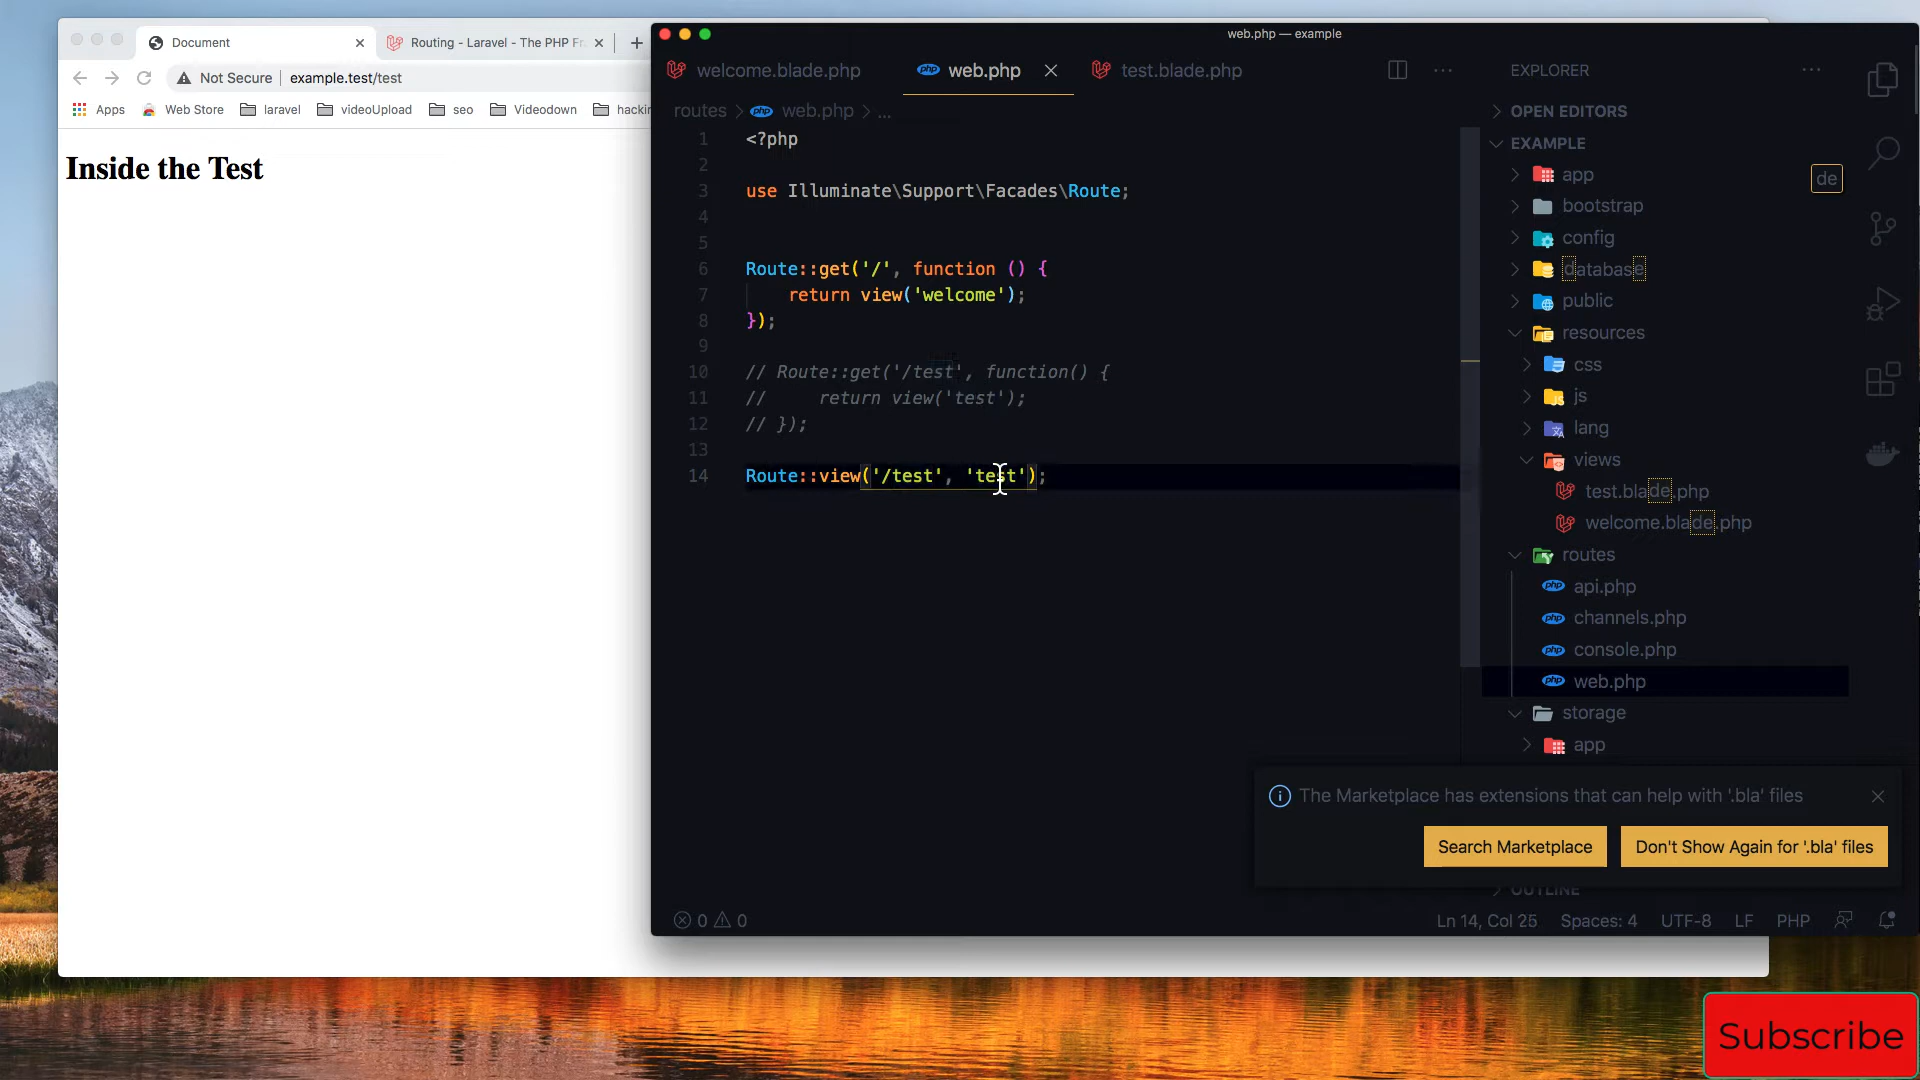 Document
Routing - Laravel - The PHP Fr
Not Secure
example.test/test
Apps
Web Store
laravel
videoUpload
seo
Videodown
hackin
Inside the Test
web.php — example
welcome.blade.php
web.php
test.blade.php
routes > web.php > ...
1 <?php
2
3 use Illuminate\Support\Facades\Route;
4
5
6 Route::get('/', function () {
7 return view('welcome');
8 });
9
10 // Route::get('/test', function() {
11 // return view('test');
12 // });
13
14 Route::view('/test', 'test');
EXPLORER
OPEN EDITORS
EXAMPLE
de
app
bootstrap
config
database
public
resources
css
js
lang
views
test.blade.php
welcome.blade.php
routes
api.php
channels.php
console.php
web.php
storage
app
The Marketplace has extensions that can help with '.bla' files
Search Marketplace
Don't Show Again for '.bla' files
OUTLINE
0 0
Ln 14, Col 25
Spaces: 4
UTF-8
LF
PHP
Subscribe